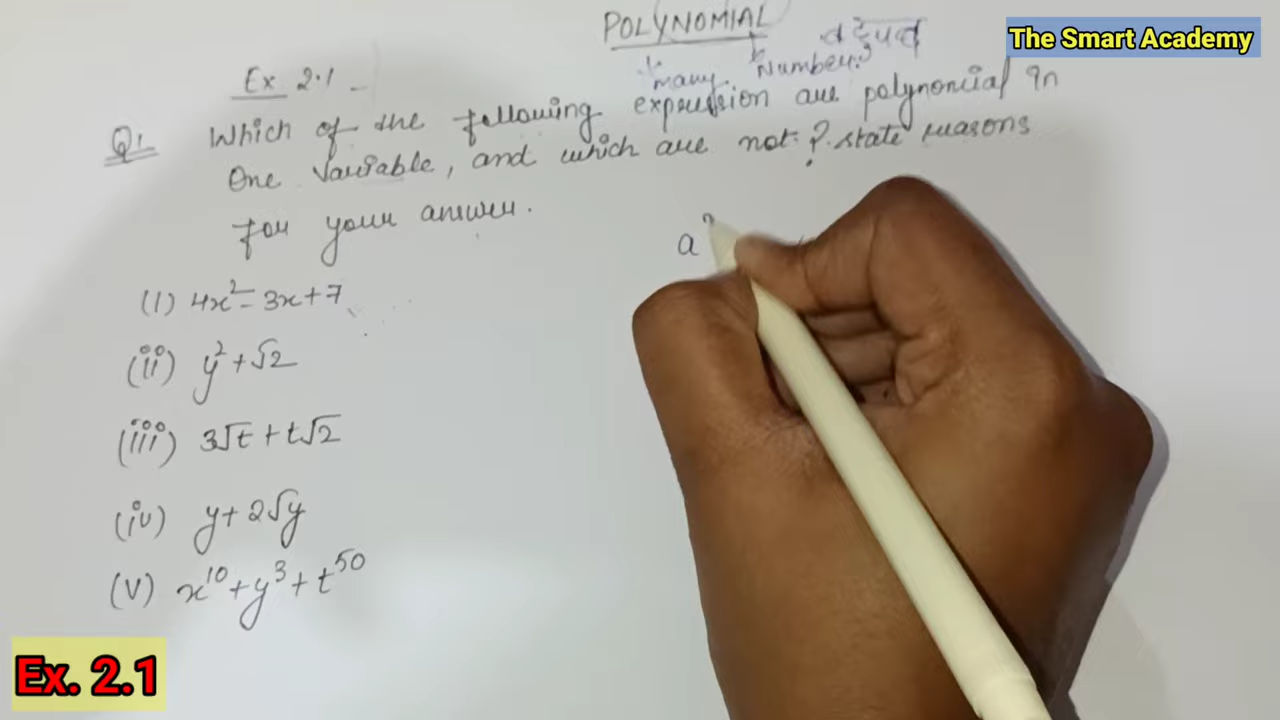 POLYNOMIAL
The Smart Academy
many Number
बहुपद
Ex 2.1
Q1. Which of the following expression are polynomial in
One Variable, and which are not ? state reasons
for your answer.
a
(i) 4x² - 3x + 7
(ii) y² + √2
(iii) 3√t + t√2
(iv) y + 2√y
(v) x¹⁰ + y³ + t⁵⁰
Ex. 2.1